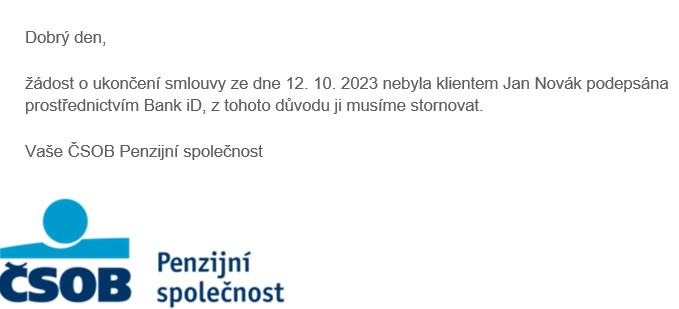 Dobrý den,
žádost o ukončení smlouvy ze dne 12. 10. 2023 nebyla klientem Jan Novák podepsána
prostřednictvím Bank iD, z tohoto důvodu ji musíme stornovat.
Vaše ČSOB Penzijní společnost
ČSOB
Penzijní
společnost